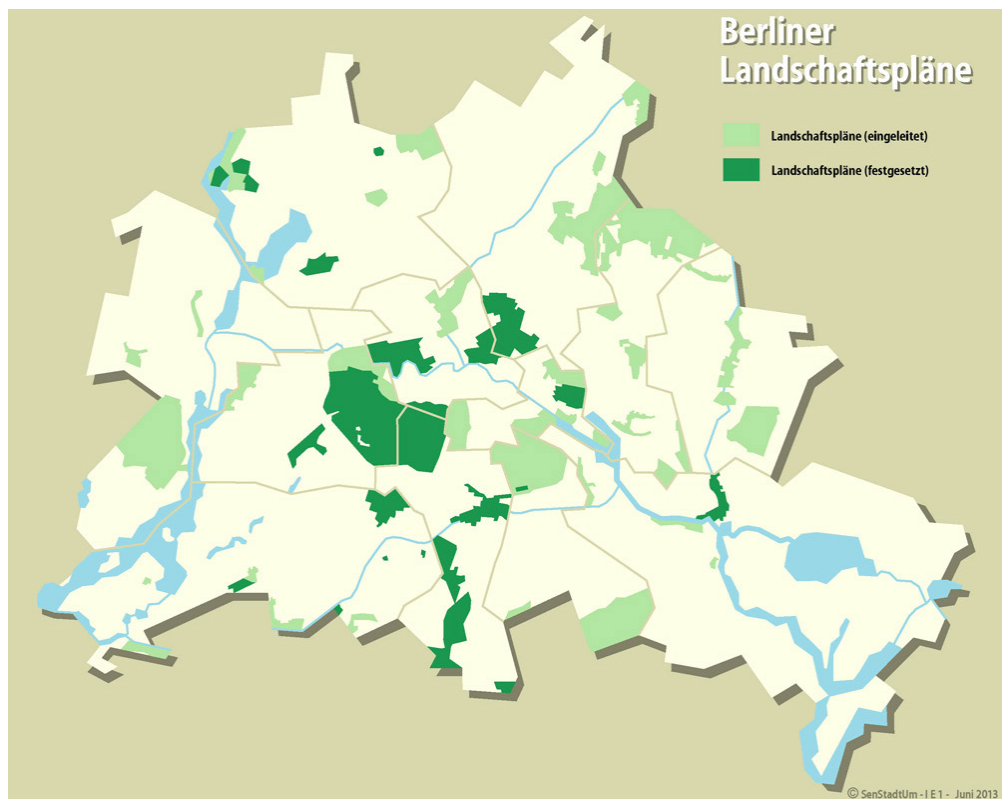 Berliner
Landschaftspläne
Landschaftspläne (eingeleitet)
Landschaftspläne (festgesetzt)
© SenStadtUm - I E 1 - Juni 2013